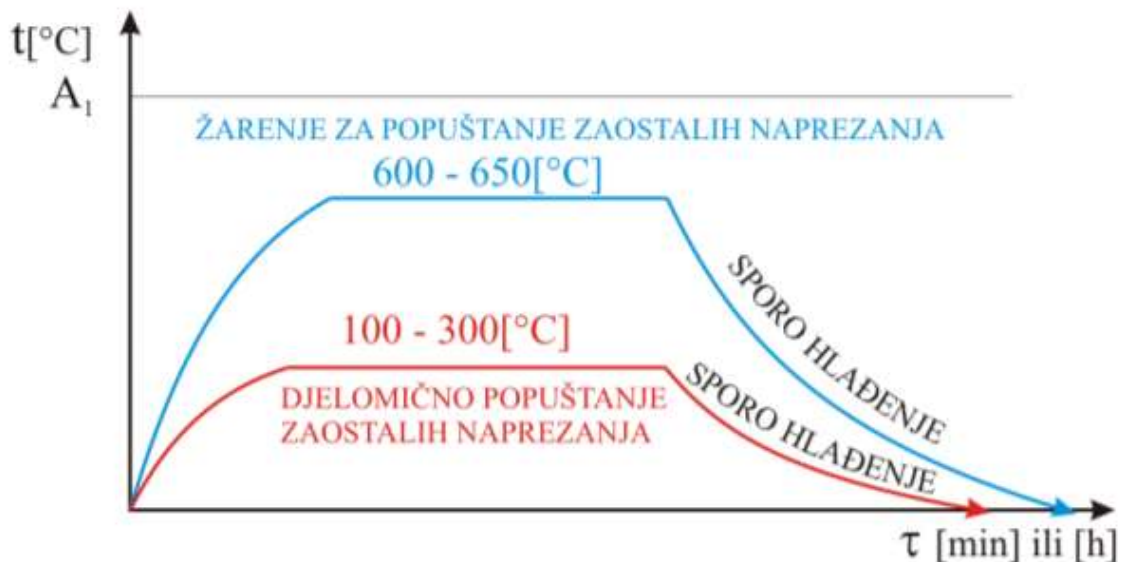 t[°C]
A₁
ŽARENJE ZA POPUŠTANJE ZAOSTALIH NAPREZANJA
600 - 650[°C]
SPORO HLAĐENJE
100 - 300[°C]
SPORO HLAĐENJE
DJELOMIČNO POPUŠTANJE
ZAOSTALIH NAPREZANJA
τ [min] ili [h]